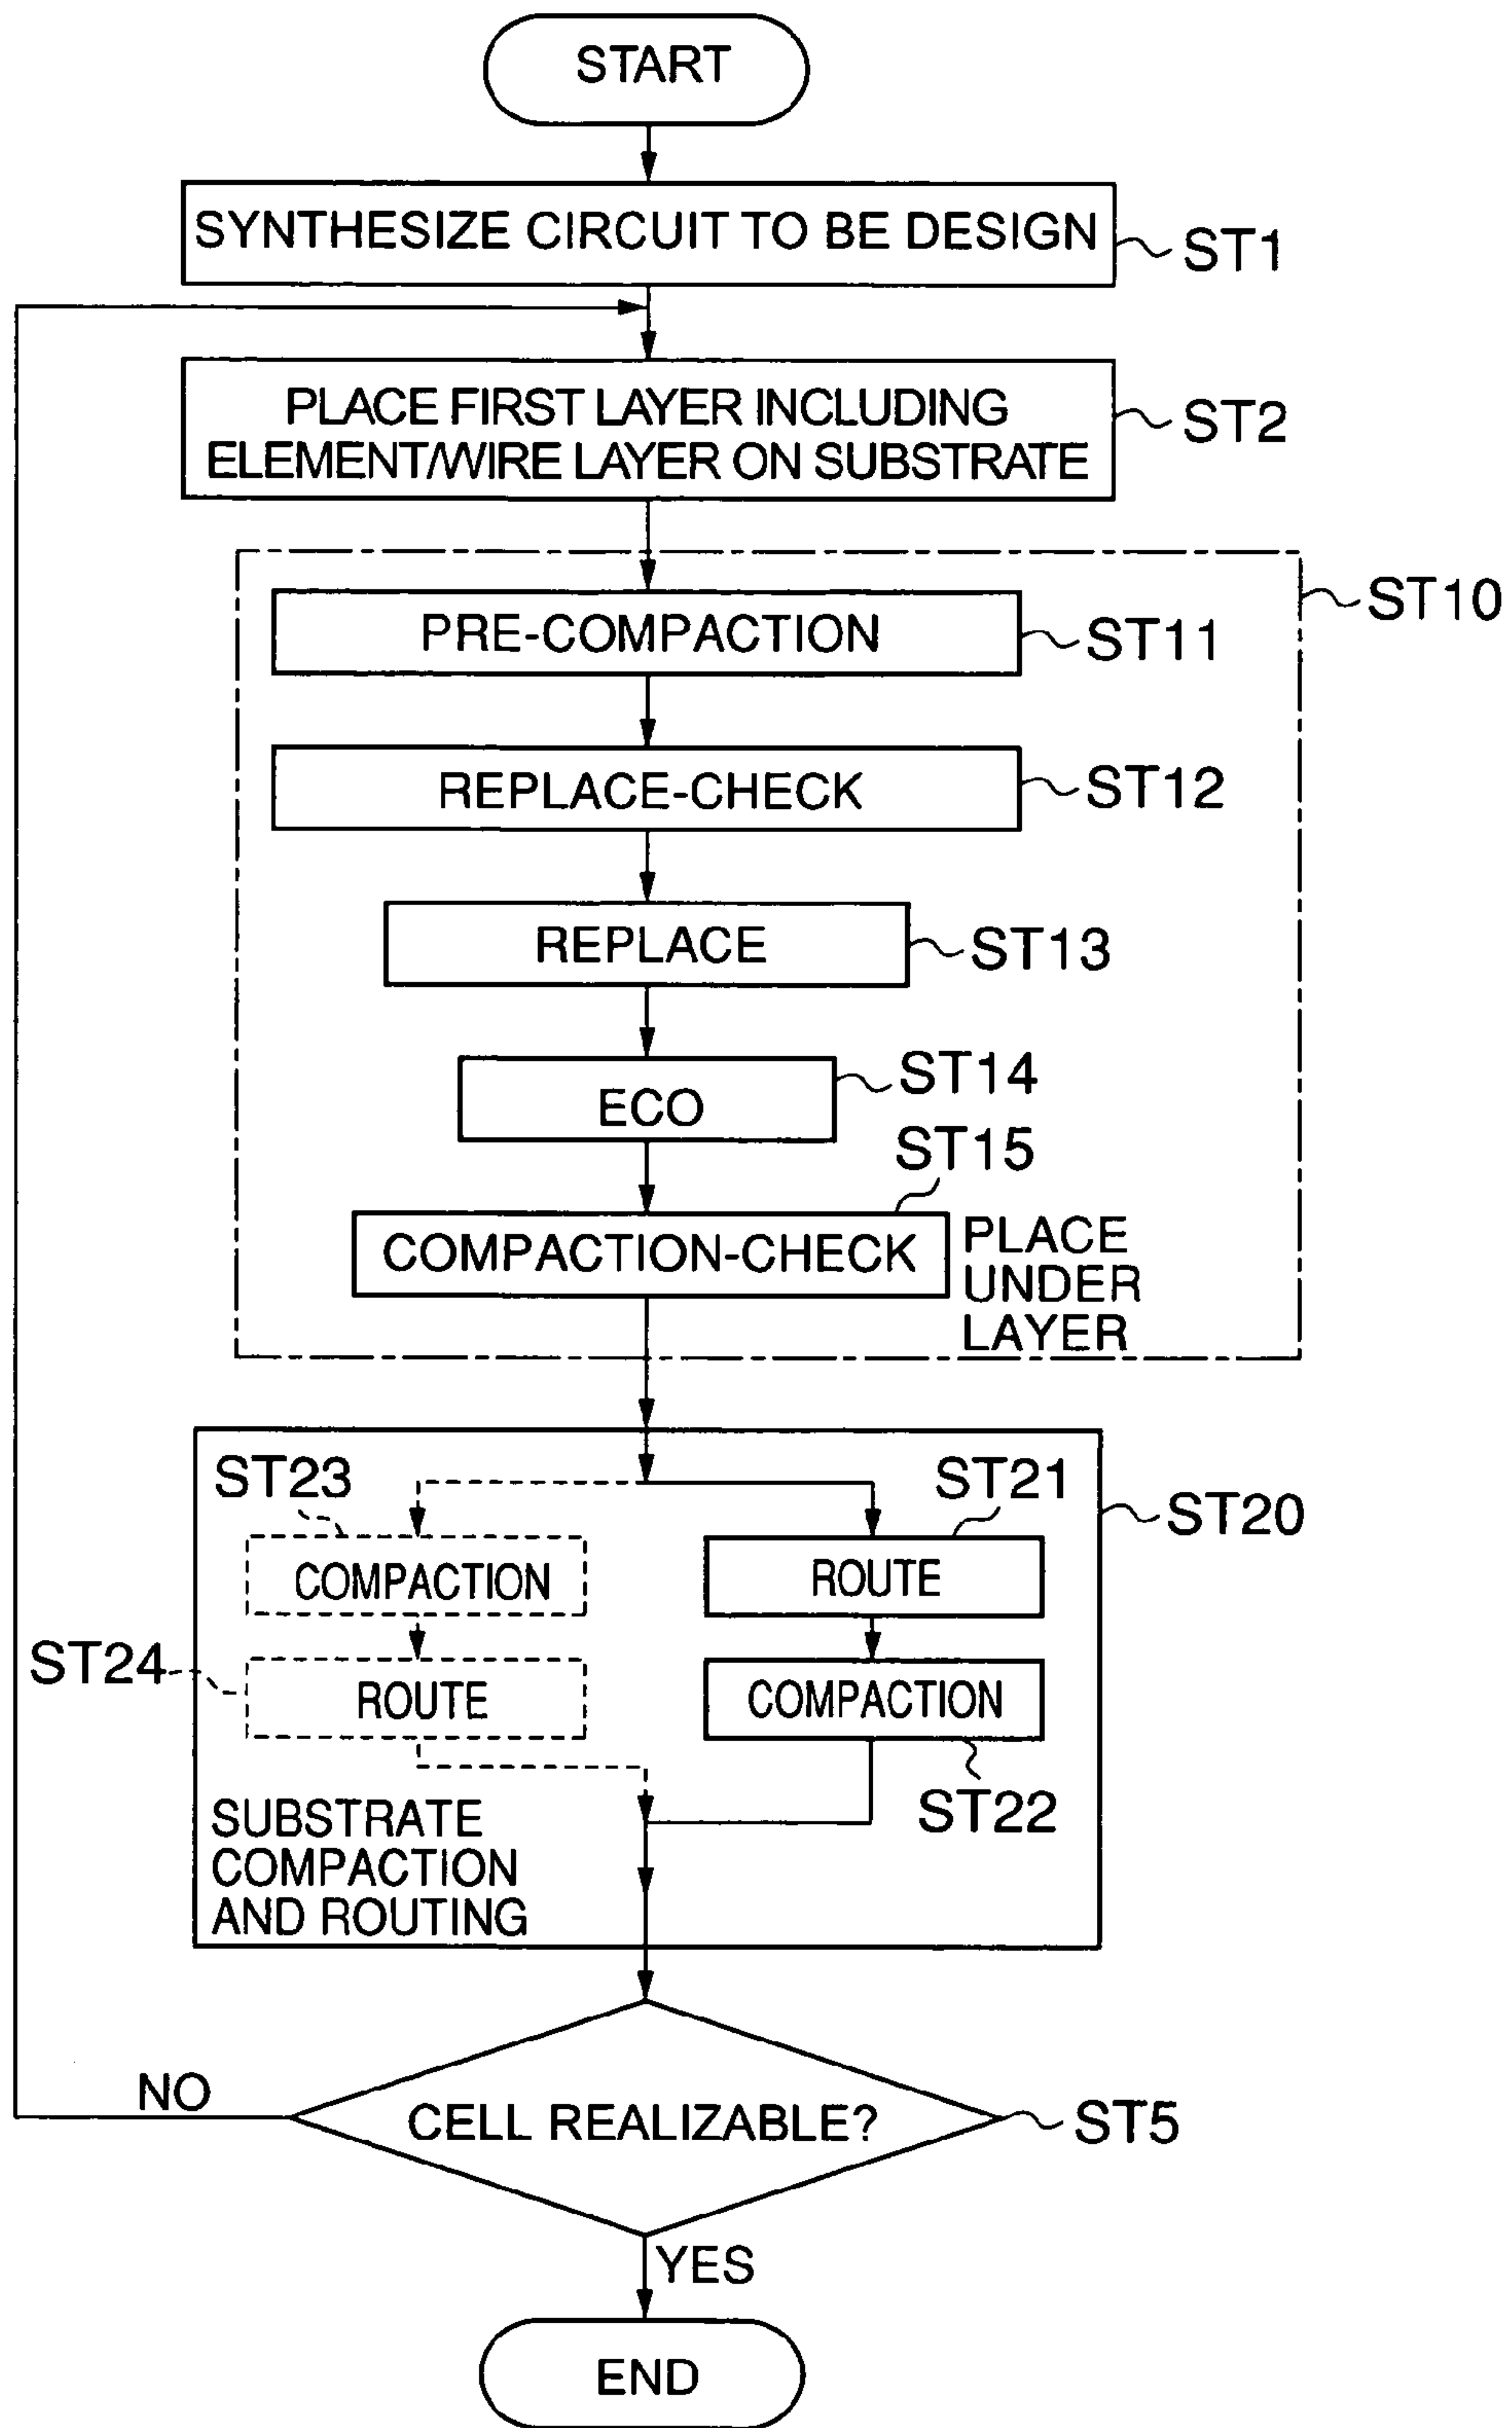 START
SYNTHESIZE CIRCUIT TO BE DESIGN
ST1
PLACE FIRST LAYER INCLUDING
ELEMENT/WIRE LAYER ON SUBSTRATE
ST2
ST10
PRE-COMPACTION
ST11
REPLACE-CHECK
ST12
REPLACE
ST13
ECO
ST14
ST15
COMPACTION-CHECK
PLACE
UNDER
LAYER
ST23
ST21
ST20
COMPACTION
ROUTE
ST24
ROUTE
COMPACTION
ST22
SUBSTRATE
COMPACTION
AND ROUTING
NO
CELL REALIZABLE?
ST5
YES
END